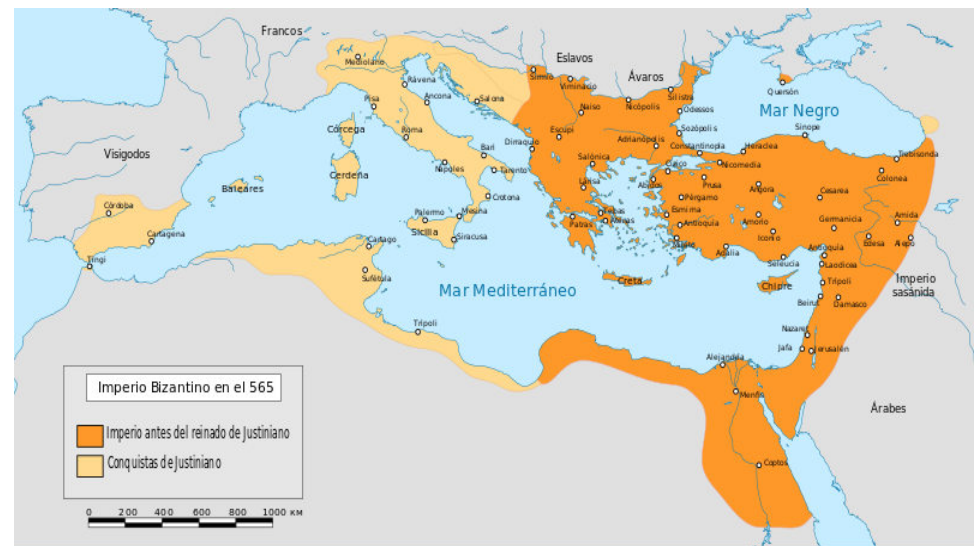 Francos
Eslavos
Ávaros
Visigodos
Mar Negro
Mar Mediterráneo
Imperio
sasánida
Árabes
Mediolano
Rávena
Ancona
Pisa
Roma
Córcega
Cerdeña
Baleares
Nápoles
Bari
Tarento
Crotona
Mesina
Palermo
Sicilia
Siracusa
Salona
Sirmio
Viminacio
Naiso
Nicópolis
Silistra
Odessos
Sozópolis
Escupi
Adrianópolis
Constantinopla
Dirraquio
Salónica
Larisa
Tebas
Atenas
Patras
Creta
Quersón
Sinope
Heraclea
Nicomedia
Cícico
Abidos
Prusa
Pérgamo
Esmirna
Antioquía
Mileto
Angora
Amorio
Iconio
Cesarea
Germanicia
Trebisonda
Colonea
Amida
Edesa
Alepo
Atalia
Seleucia
Antioquía
Laodicea
Chipre
Trípoli
Beirut
Damasco
Nazaret
Jafa
Jerusalén
Alejandría
Menfis
Coptos
Córdoba
Cartagena
Tingi
Cartago
Sufétula
Trípoli
Imperio Bizantino en el 565
Imperio antes del reinado de Justiniano
Conquistas de Justiniano
0 200 400 600 800 1000 KM